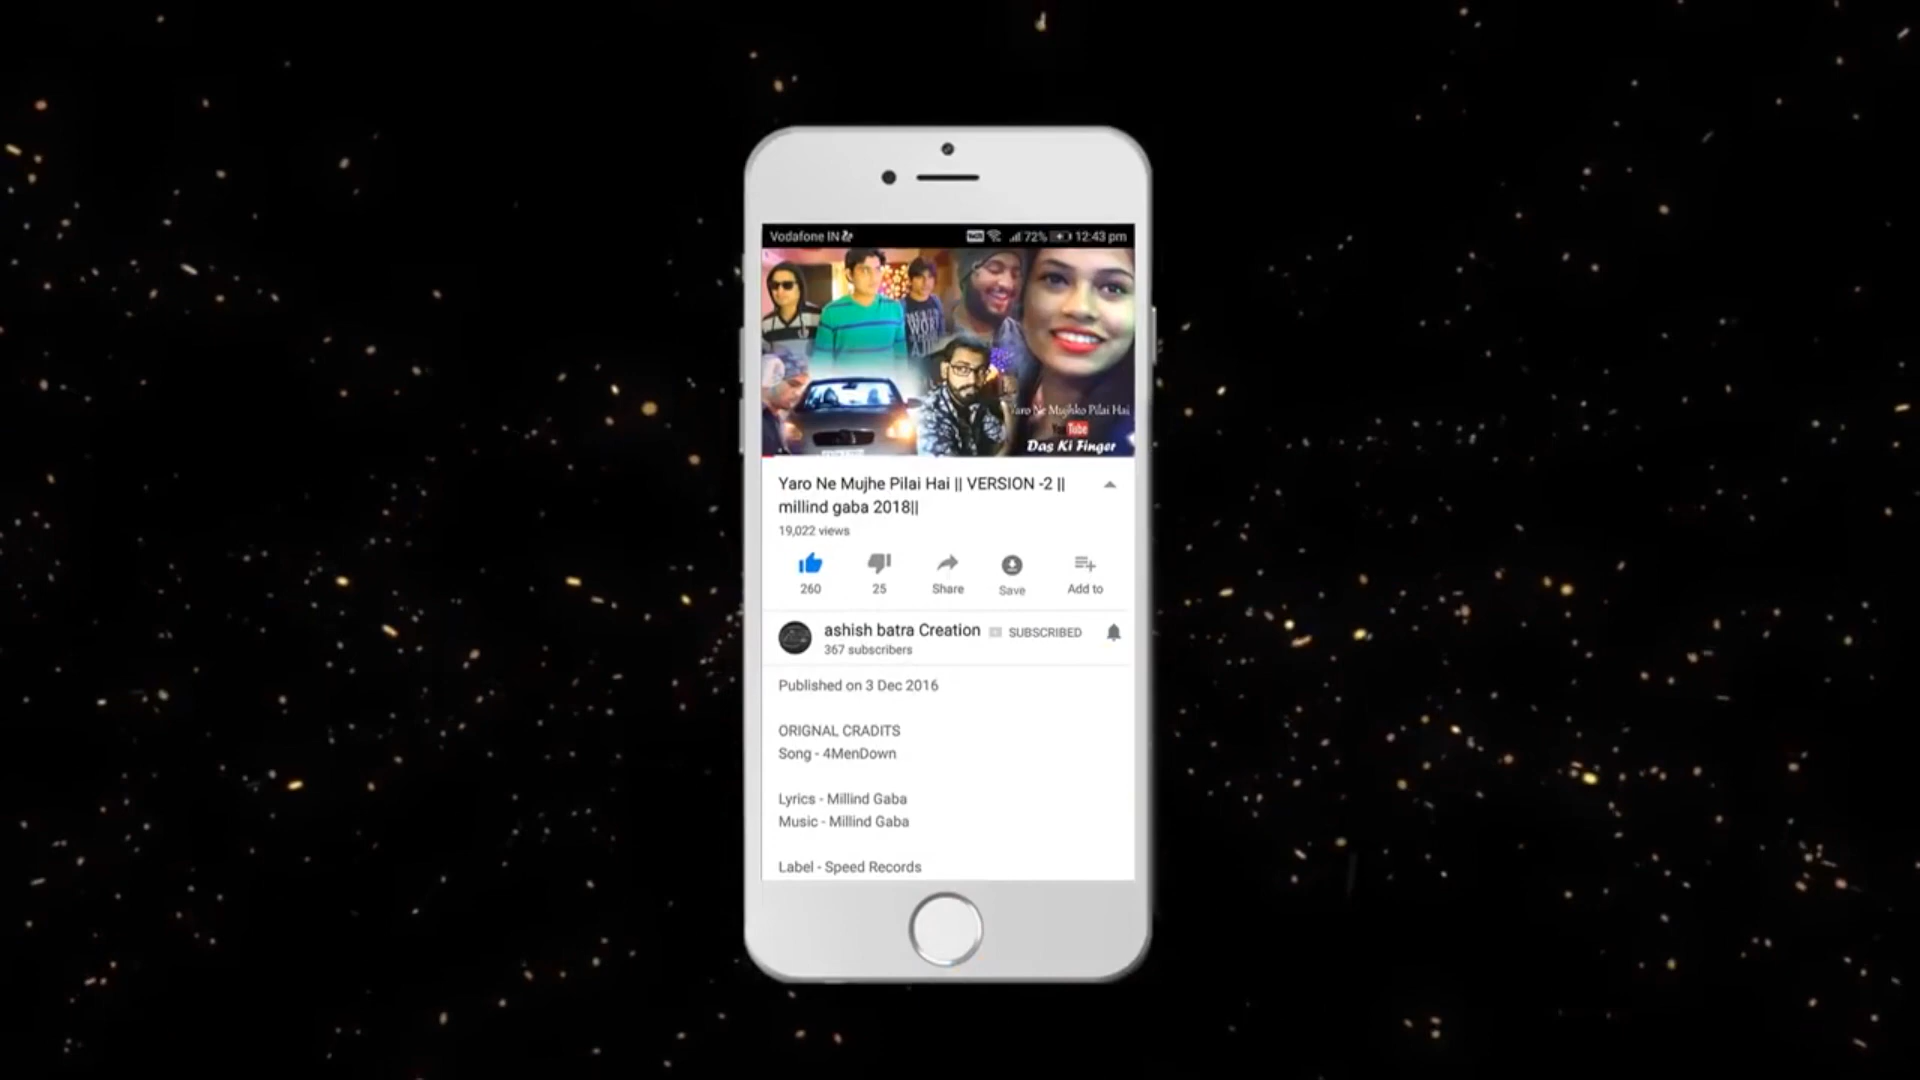 Vodafone IN
72%
12:43 pm
Yaro Ne Mujhko Pilai Hai
You Tube
Das Ki Finger
Yaro Ne Mujhe Pilai Hai || VERSION -2 ||
millind gaba 2018||
19,022 views
260
25
Share
Save
Add to
ashish batra Creation
SUBSCRIBED
367 subscribers
Published on 3 Dec 2016
ORIGNAL CRADITS
Song - 4MenDown
Lyrics - Millind Gaba
Music - Millind Gaba
Label - Speed Records